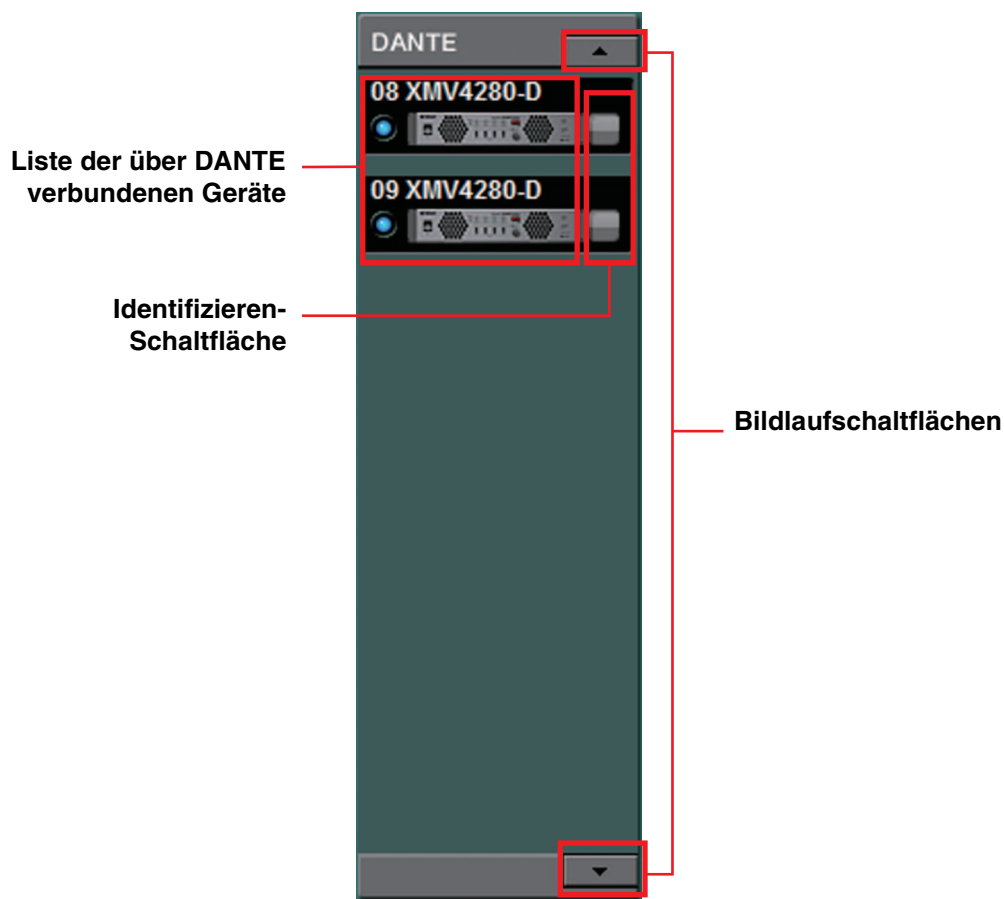 DANTE
08 XMV4280-D
09 XMV4280-D
Liste der über DANTE
verbundenen Geräte
Identifizieren-
Schaltfläche
Bildlaufschaltflächen